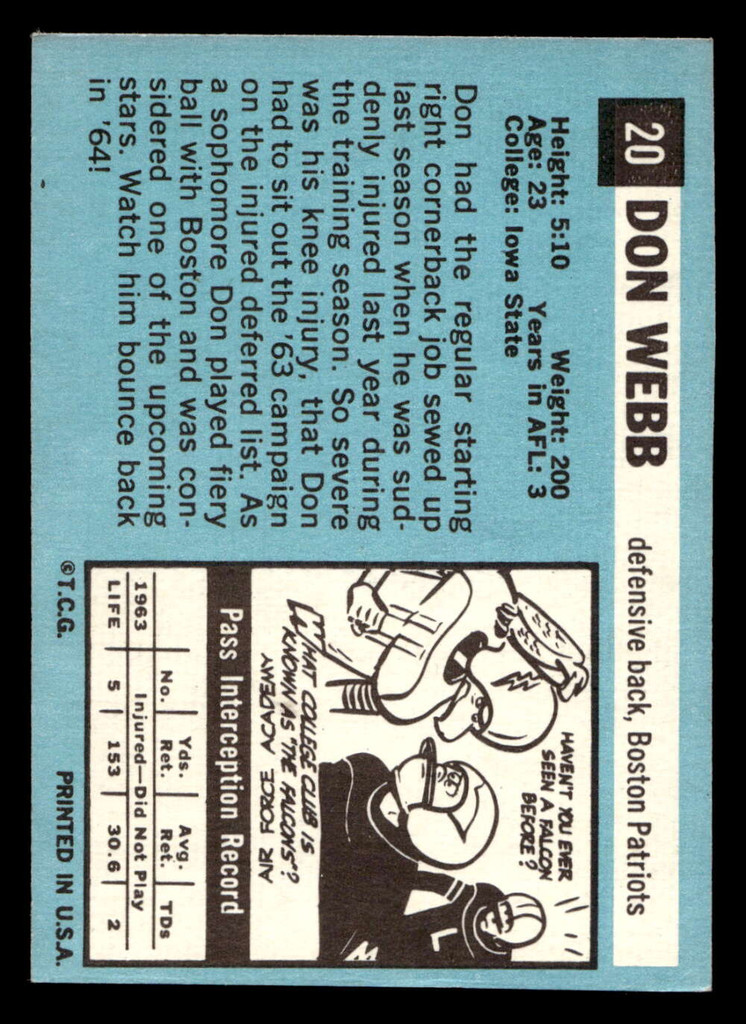 20 DON WEBB defensive back, Boston Patriots
Height: 5:10 Weight: 200
Age: 23 Years in AFL: 3
College: Iowa State
Don had the regular starting
right cornerback job sewed up
last season when he was sud-
denly injured last year during
the training season. So severe
was his knee injury, that Don
had to sit out the '63 campaign
on the injured deferred list. As
a sophomore Don played fiery
ball with Boston and was con-
sidered one of the upcoming
stars. Watch him bounce back
in '64!
HAVEN'T YOU EVER
SEEN A FALCON
BEFORE?
WHAT COLLEGE CLUB IS
KNOWN AS "THE FALCONS"?
AIR FORCE ACADEMY
Pass Interception Record
No. Yds. Ret. Avg. Ret. TDs
1963 Injured—Did Not Play
LIFE 5 153 30.6 2
©T.C.G. PRINTED IN U.S.A.